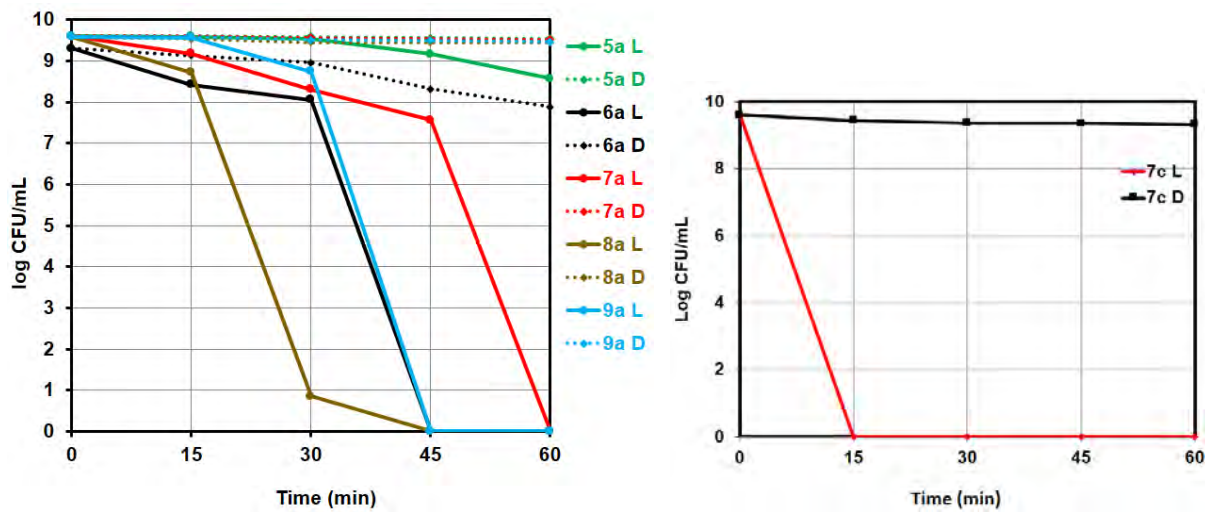 10
9
8
7
6
5
4
3
2
1
0
log CFU/mL
0 15 30 45 60
Time (min)
5a L
5a D
6a L
6a D
7a L
7a D
8a L
8a D
9a L
9a D
10
8
6
4
2
0
Log CFU/mL
7c L
7c D
0 15 30 45 60
Time (min)